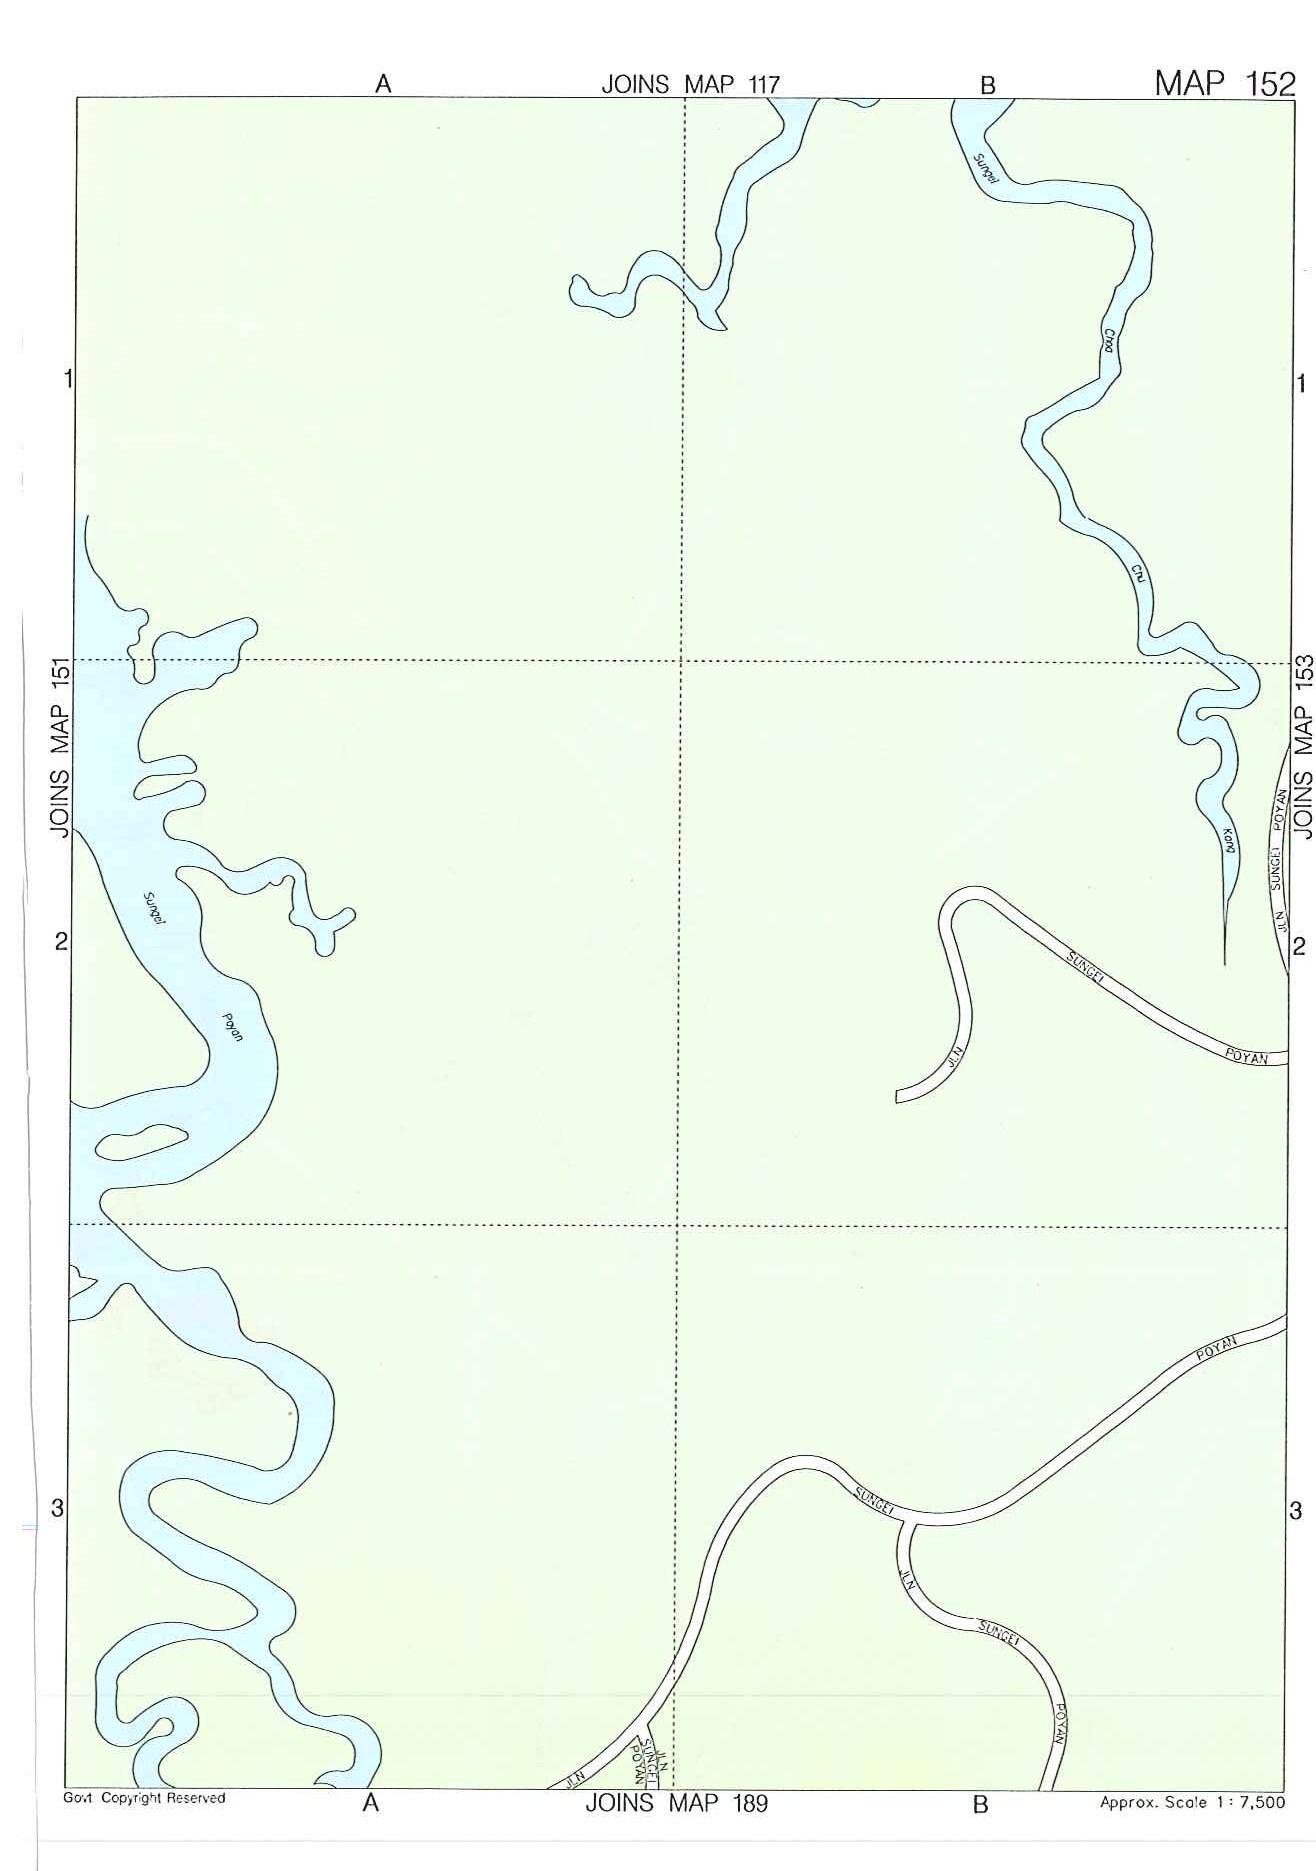 A JOINS MAP 117 B MAP 152
Sungei
Choa
1 1
Chu
JOINS MAP 151
JOINS MAP 153
Kang
JLN SUNGEI POYAN
Sungei
2 2
SUNGEI
Poyan
JLN
POYAN
POYAN
3 3
SUNGEI
JLN
SUNGEI
POYAN
JLN
SUNGEI
POYAN
JLN
Govt Copyright Reserved A JOINS MAP 189 B Approx. Scale 1 : 7,500